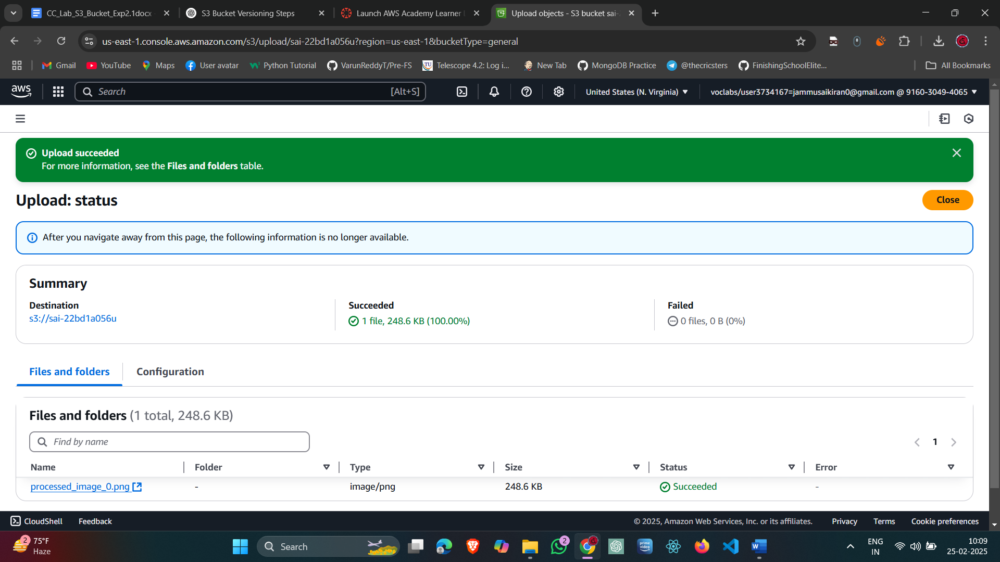 CC_Lab_S3_Bucket_Exp2.1docx
S3 Bucket Versioning Steps
Launch AWS Academy Learner
Upload objects - S3 bucket sai-
us-east-1.console.aws.amazon.com/s3/upload/sai-22bd1a056u?region=us-east-1&bucketType=general
Gmail
YouTube
Maps
User avatar
Python Tutorial
VarunReddyT/Pre-FS
TU
Telescope 4.2: Log i...
New Tab
MongoDB Practice
@thecricsters
FinishingSchoolElite...
All Bookmarks
aws
Search
[Alt+S]
United States (N. Virginia)
voclabs/user3734167=jammusaikiran0@gmail.com @ 9160-3049-4065
Upload succeeded
For more information, see the Files and folders table.
Upload: status
Close
After you navigate away from this page, the following information is no longer available.
Summary
Destination
s3://sai-22bd1a056u
Succeeded
1 file, 248.6 KB (100.00%)
Failed
0 files, 0 B (0%)
Files and folders
Configuration
Files and folders (1 total, 248.6 KB)
Find by name
1
Name
Folder
Type
Size
Status
Error
processed_image_0.png
-
image/png
248.6 KB
Succeeded
-
CloudShell
Feedback
© 2025, Amazon Web Services, Inc. or its affiliates.
Privacy
Terms
Cookie preferences
2
75°F
Haze
Search
2
prime video
W
ENG
IN
10:09
25-02-2025